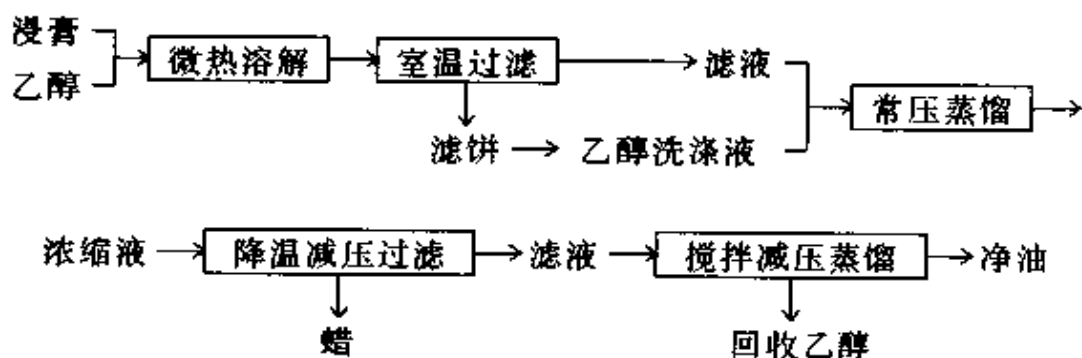 浸膏
乙醇
微热溶解
室温过滤
滤液
滤饼
乙醇洗涤液
常压蒸馏
浓缩液
降温减压过滤
滤液
搅拌减压蒸馏
净油
蜡
回收乙醇